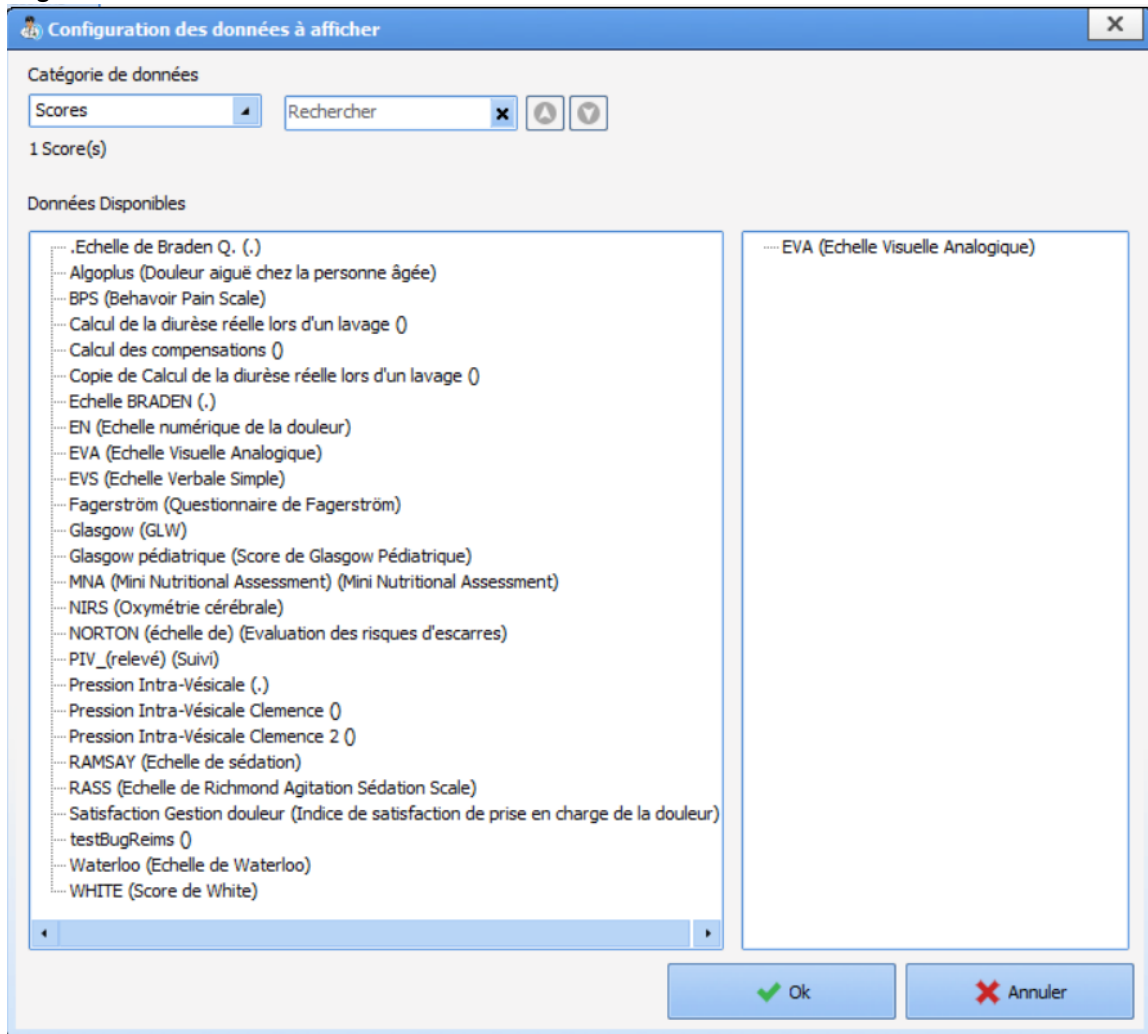 Configuration des données à afficher
Catégorie de données
Scores
Rechercher
1 Score(s)
Données Disponibles
.Echelle de Braden Q. (.)
Algoplus (Douleur aiguë chez la personne âgée)
BPS (Behavoir Pain Scale)
Calcul de la diurèse réelle lors d'un lavage ()
Calcul des compensations ()
Copie de Calcul de la diurèse réelle lors d'un lavage ()
Echelle BRADEN (.)
EN (Echelle numérique de la douleur)
EVA (Echelle Visuelle Analogique)
EVS (Echelle Verbale Simple)
Fagerström (Questionnaire de Fagerström)
Glasgow (GLW)
Glasgow pédiatrique (Score de Glasgow Pédiatrique)
MNA (Mini Nutritional Assessment) (Mini Nutritional Assessment)
NIRS (Oxymétrie cérébrale)
NORTON (échelle de) (Evaluation des risques d'escarres)
PIV_(relevé) (Suivi)
Pression Intra-Vésicale (.)
Pression Intra-Vésicale Clemence ()
Pression Intra-Vésicale Clemence 2 ()
RAMSAY (Echelle de sédation)
RASS (Echelle de Richmond Agitation Sédation Scale)
Satisfaction Gestion douleur (Indice de satisfaction de prise en charge de la douleur)
testBugReims ()
Waterloo (Echelle de Waterloo)
WHITE (Score de White)
EVA (Echelle Visuelle Analogique)
Ok
Annuler